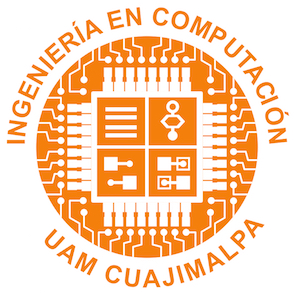 INGENIERÍA EN COMPUTACIÓN
UAM CUAJIMALPA